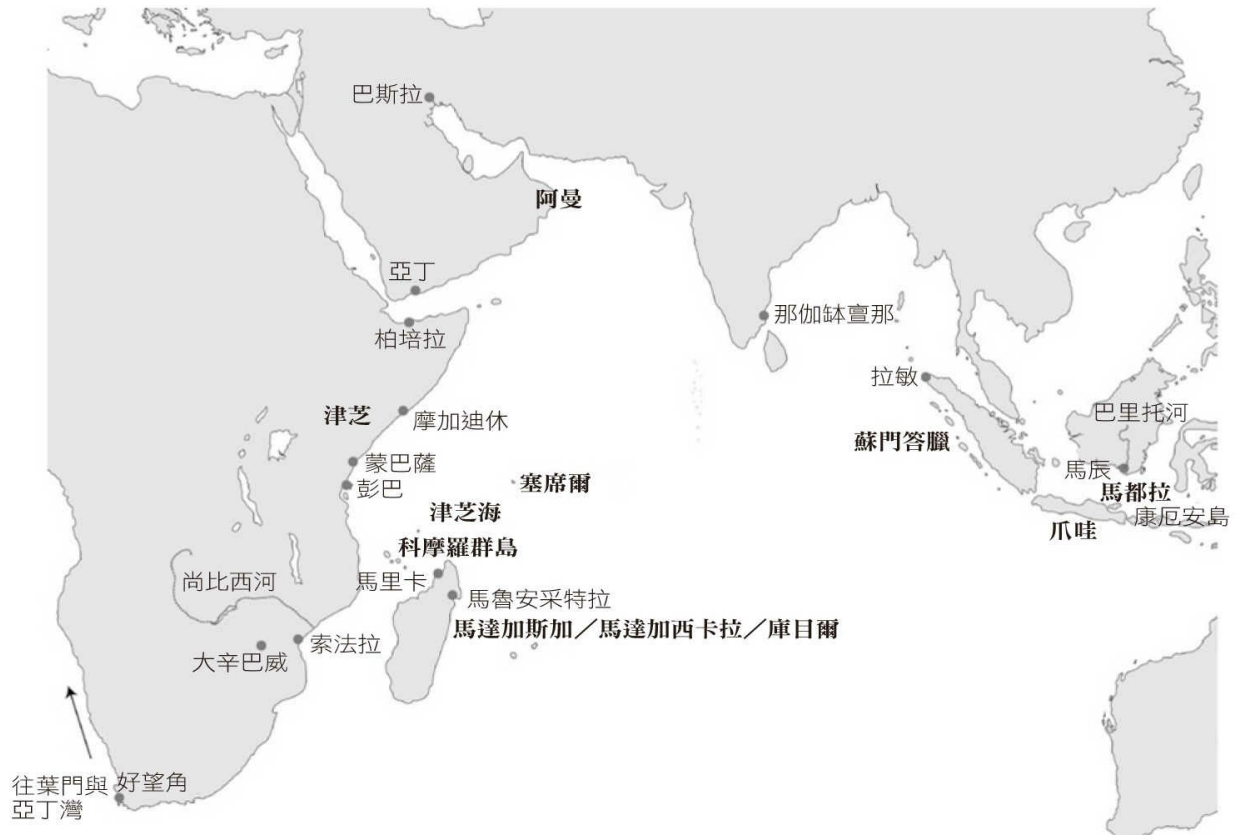 巴斯拉
阿曼
亞丁
柏培拉
那伽缽亶那
拉敏
津芝
摩加迪休
巴里托河
蘇門答臘
蒙巴薩
馬辰
彭巴
塞席爾
馬都拉
津芝海
康厄安島
爪哇
科摩羅群島
尚比西河
馬里卡
馬魯安采特拉
馬達加斯加／馬達加西卡拉／庫目爾
索法拉
大辛巴威
往葉門與
亞丁灣
好望角